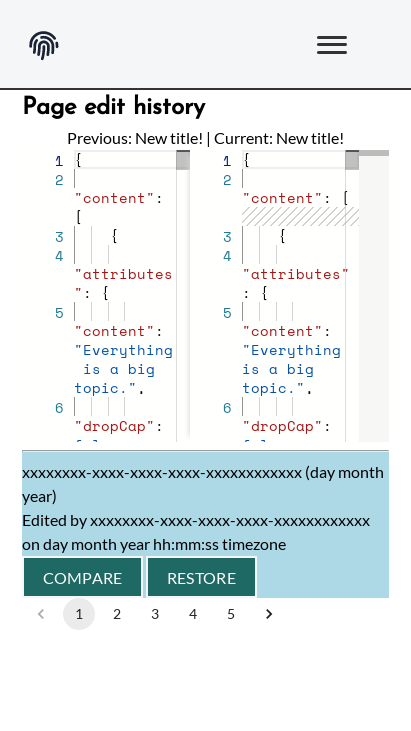 Page edit history
Previous: New title! | Current: New title!
1 {
2
"content":
[
3 {
4
"attributes
": {
5
"content":
"Everything
is a big
topic.",
6
"dropCap":
1 {
2
"content": [
3 {
4
"attributes"
: {
5
"content":
"Everything
is a big
topic.",
6
"dropCap":
xxxxxxxx-xxxx-xxxx-xxxx-xxxxxxxxxxxx (day month
year)
Edited by xxxxxxxx-xxxx-xxxx-xxxx-xxxxxxxxxxxx
on day month year hh:mm:ss timezone
COMPARE RESTORE
1 2 3 4 5